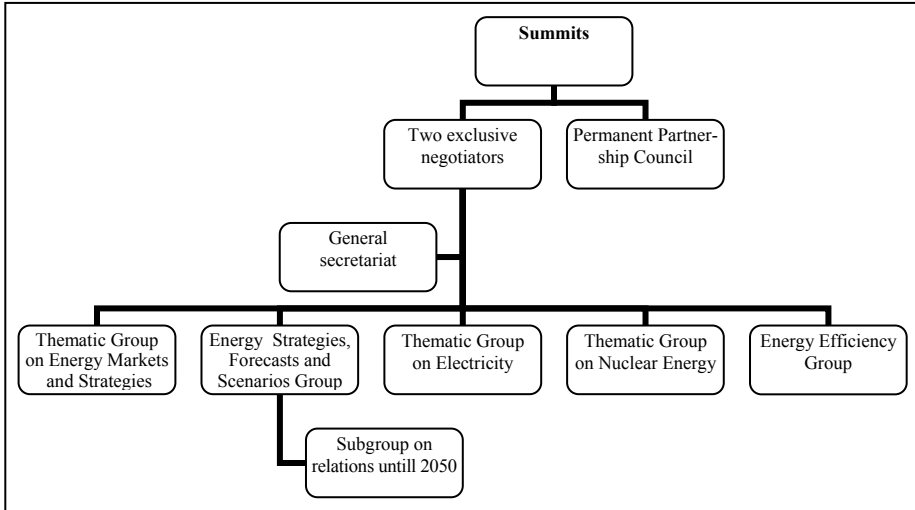 Summits
Two exclusive
negotiators
Permanent Partner-
ship Council
General
secretariat
Thematic Group
on Energy Markets
and Strategies
Energy Strategies,
Forecasts and
Scenarios Group
Thematic Group
on Electricity
Thematic Group
on Nuclear Energy
Energy Efficiency
Group
Subgroup on
relations untill 2050